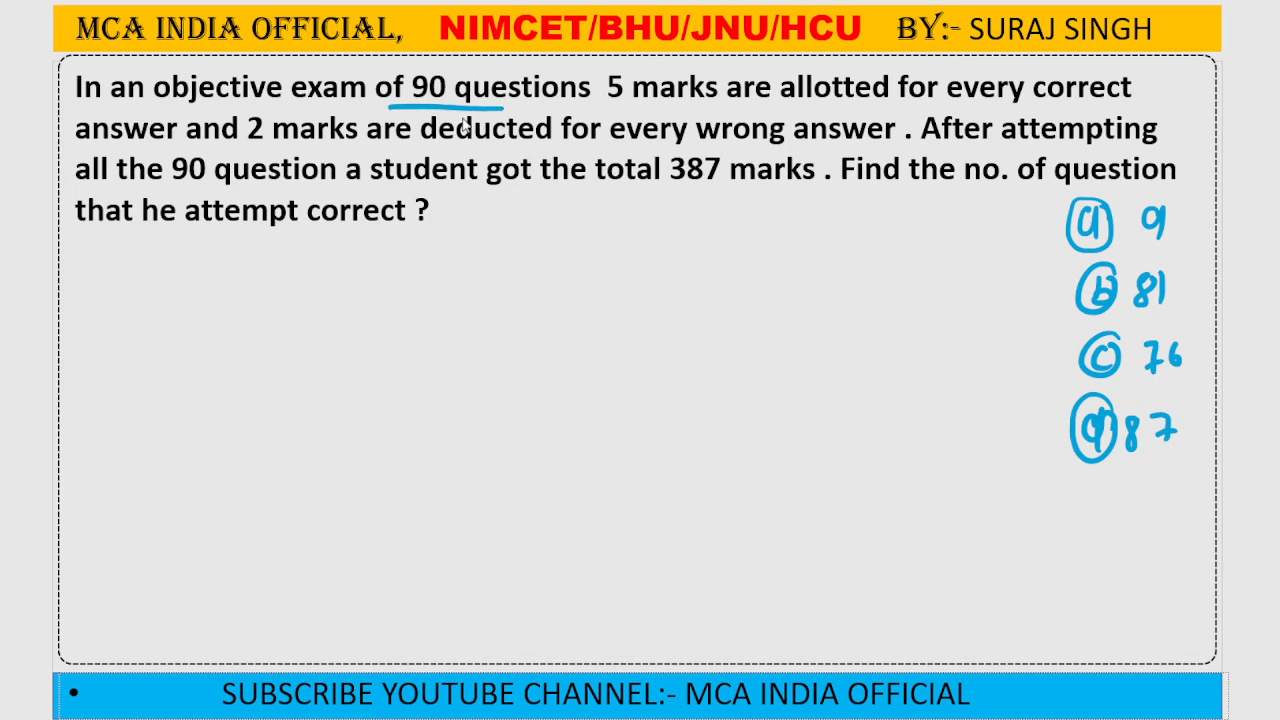 MCA INDIA OFFICIAL, NIMCET/BHU/JNU/HCU BY:- SURAJ SINGH
In an objective exam of 90 questions 5 marks are allotted for every correct
answer and 2 marks are deducted for every wrong answer . After attempting
all the 90 question a student got the total 387 marks . Find the no. of question
that he attempt correct ?
a 9
b 81
c 76
d 87
• SUBSCRIBE YOUTUBE CHANNEL:- MCA INDIA OFFICIAL